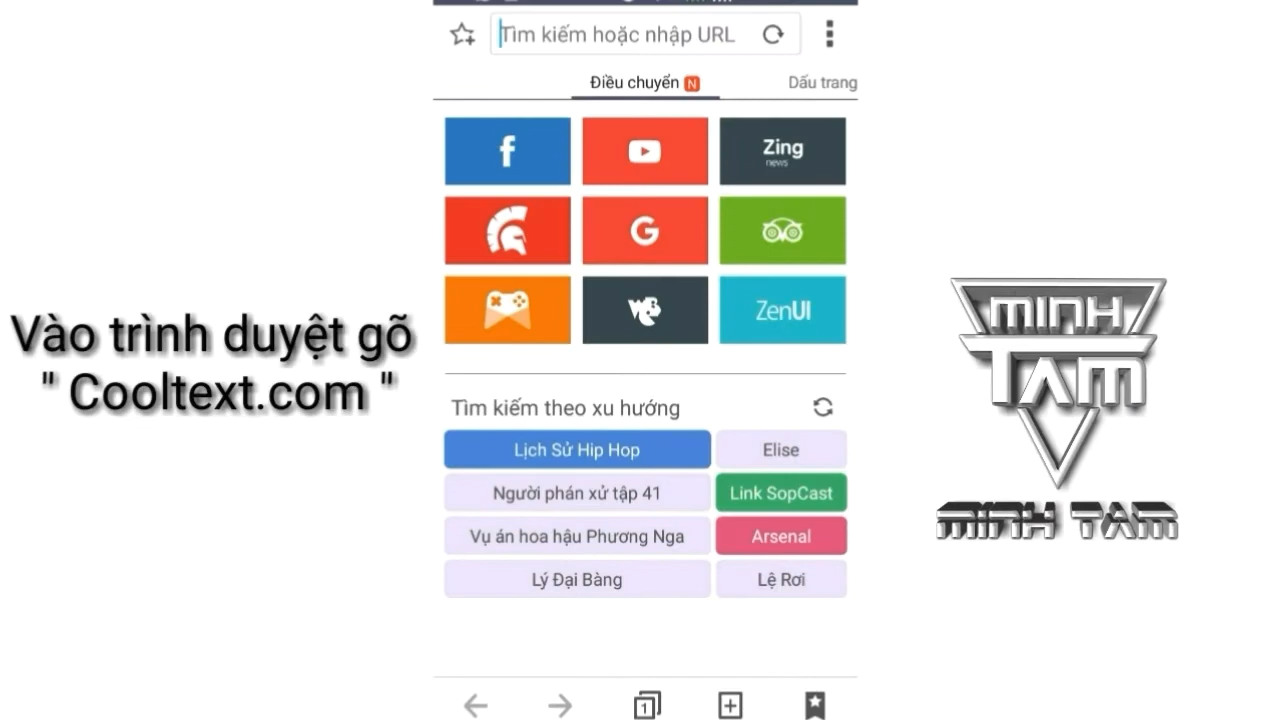 Tìm kiếm hoặc nhập URL
Điều chuyển N
Dấu trang
f
Zing
news
G
ZenUI
Vào trình duyệt gõ
" Cooltext.com "
Tìm kiếm theo xu hướng
Lịch Sử Hip Hop
Elise
Người phán xử tập 41
Link SopCast
Vụ án hoa hậu Phương Nga
Arsenal
Lý Đại Bàng
Lệ Rơi
1
MINH
TAM
MINH TAM